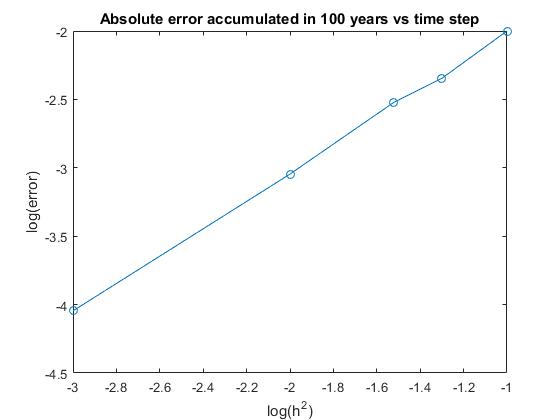 Absolute error accumulated in 100 years vs time step
-2
-2.5
-3
-3.5
-4
-4.5
log(error)
-3 -2.8 -2.6 -2.4 -2.2 -2 -1.8 -1.6 -1.4 -1.2 -1
log(h²)